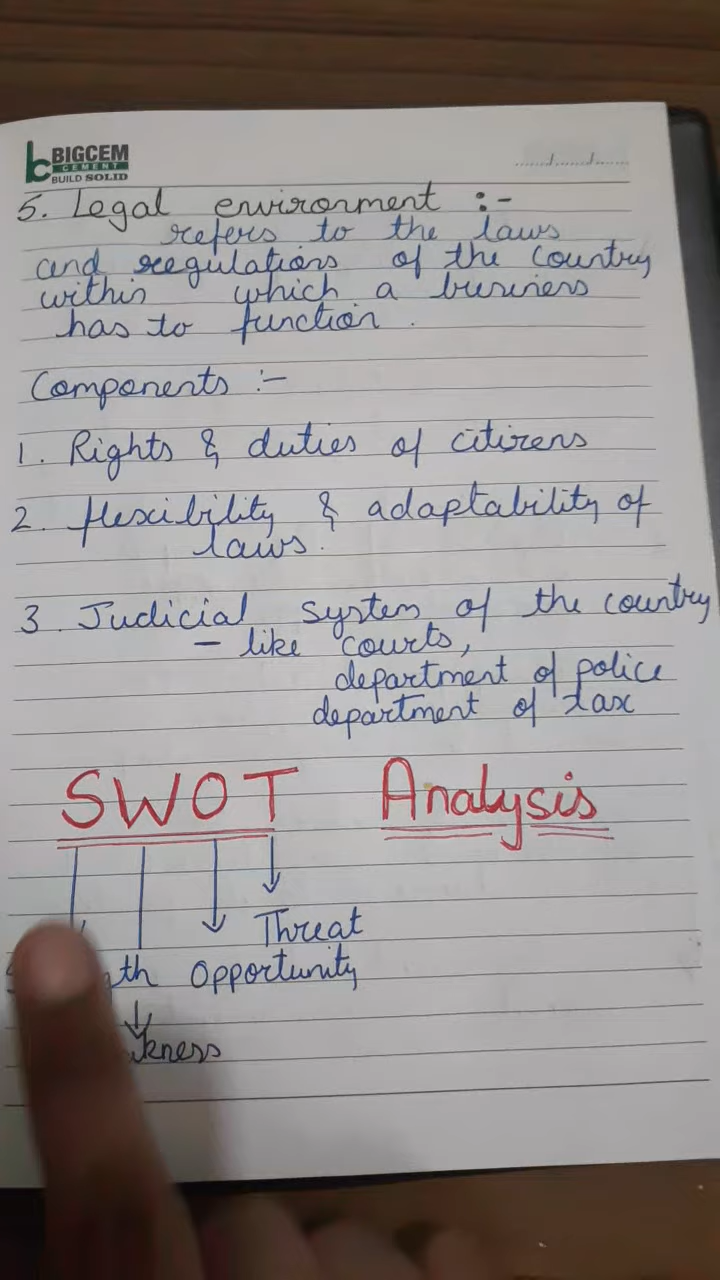 BIGCEM
CEMENT
BUILD SOLID
...../...../.....
5. Legal environment :-
refers to the laws
and regulations of the country
within which a business
has to function.
Components :-
1. Rights & duties of citizens
2. flexibility & adaptability of
laws.
3. Judicial system of the country
- like courts,
department of police
department of tax
SWOT Analysis
Threat
Opportunity